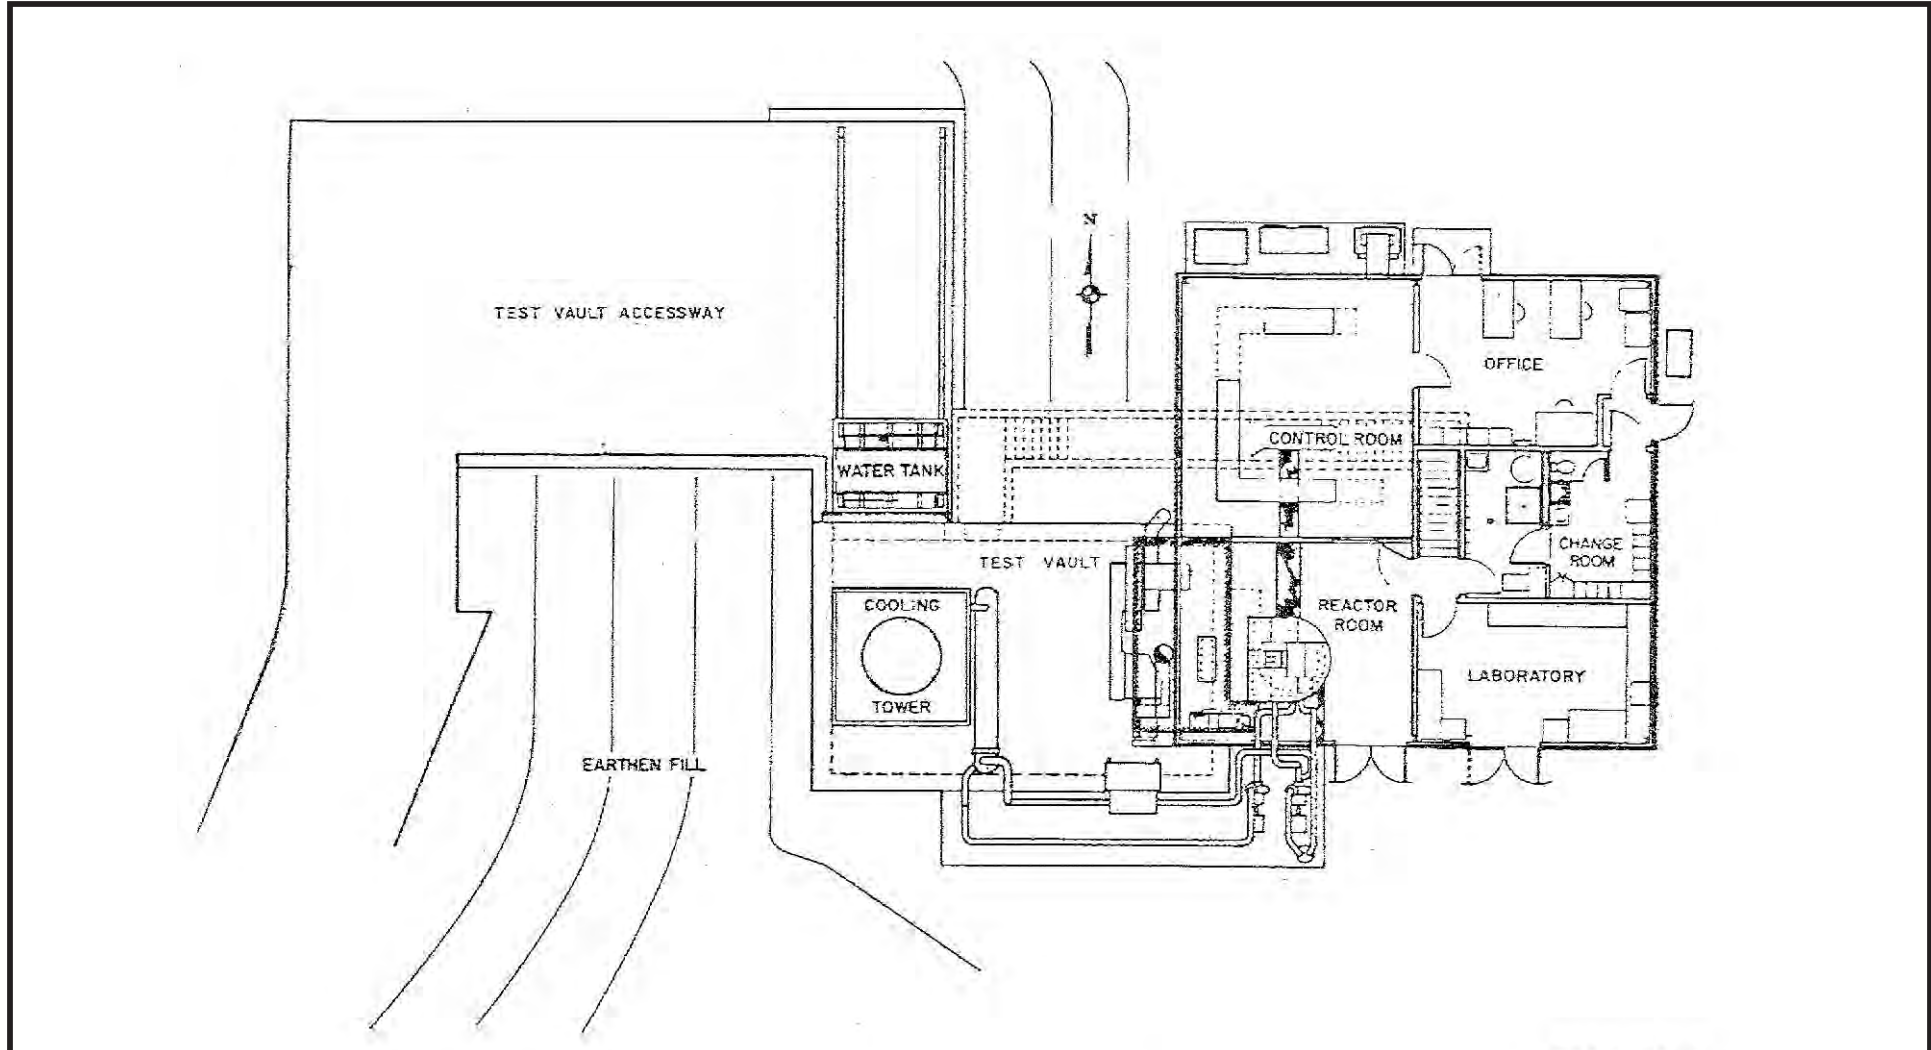 N
TEST VAULT ACCESSWAY
OFFICE
CONTROL ROOM
WATER TANK
TEST VAULT
CHANGE
ROOM
COOLING
TOWER
REACTOR
ROOM
LABORATORY
EARTHEN FILL